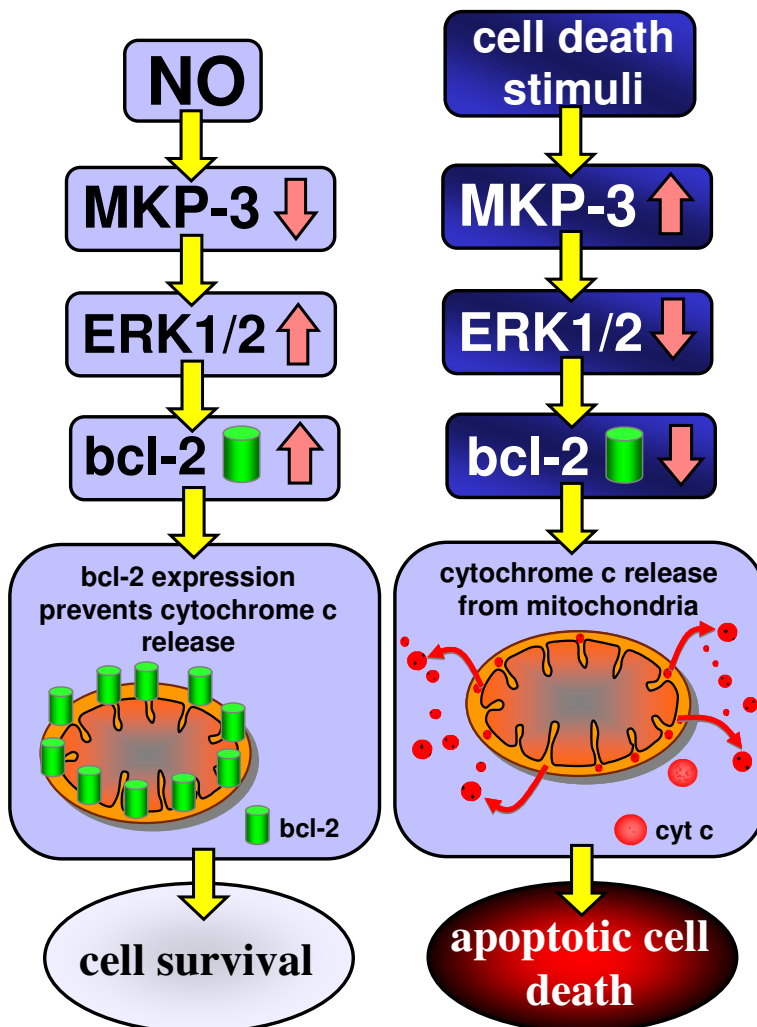 NO
MKP-3
ERK1/2
bcl-2
bcl-2 expression
prevents cytochrome c
release
bcl-2
cell survival
cell death
stimuli
MKP-3
ERK1/2
bcl-2
cytochrome c release
from mitochondria
cyt c
apoptotic cell
death